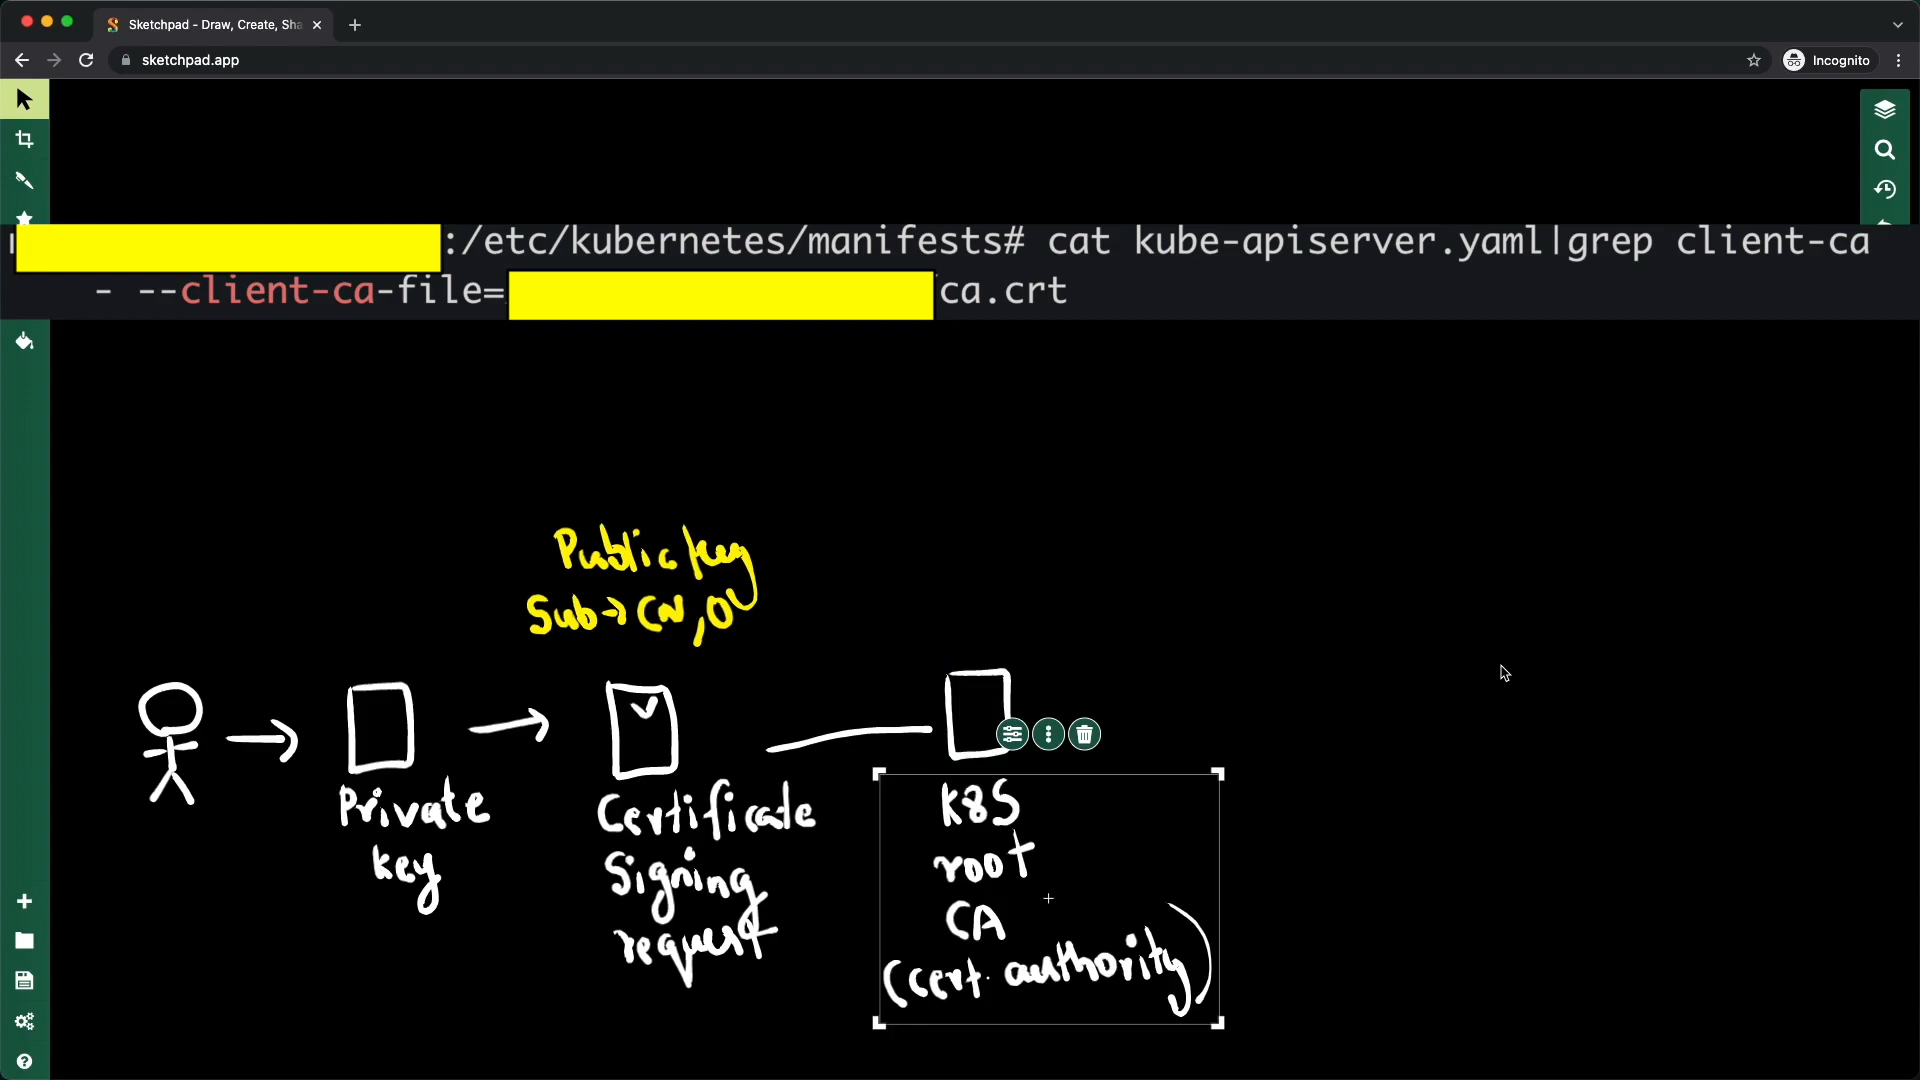 Sketchpad - Draw, Create, Sha
sketchpad.app
Incognito
:/etc/kubernetes/manifests# cat kube-apiserver.yaml|grep client-ca
- --client-ca-file= ca.crt
Public key
Sub→ CN, O
Private
key
Certificate
Signing
request
K8S
root
CA
(cert. authority)